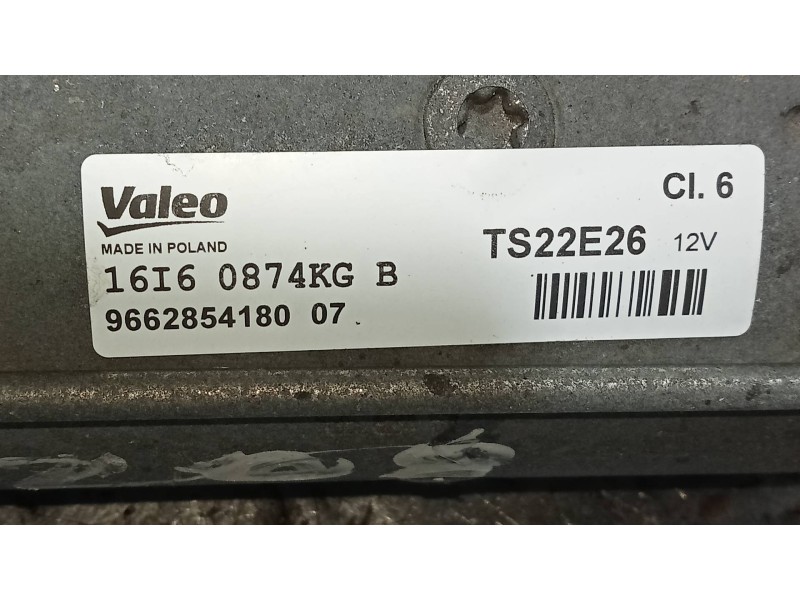 Valeo
Cl. 6
MADE IN POLAND
TS22E26 12V
16I6 0874KG B
9662854180 07